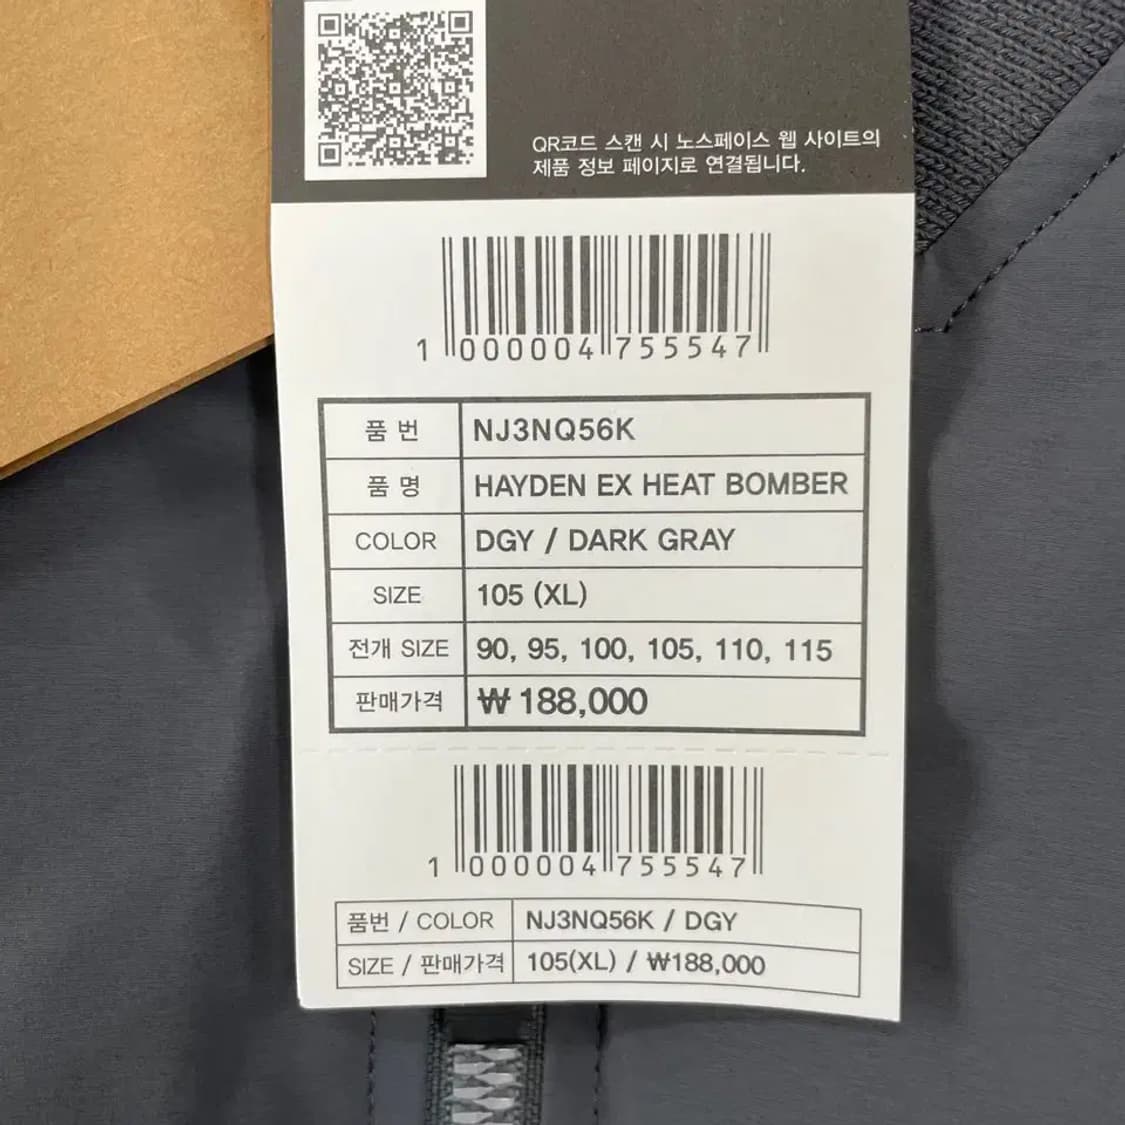 QR코드 스캔 시 노스페이스 웹 사이트의
제품 정보 페이지로 연결됩니다.
1 000004 755547
품 번 NJ3NQ56K
품 명 HAYDEN EX HEAT BOMBER
COLOR DGY / DARK GRAY
SIZE 105 (XL)
전개 SIZE 90, 95, 100, 105, 110, 115
판매가격 ₩ 188,000
1 000004 755547
품번 / COLOR NJ3NQ56K / DGY
SIZE / 판매가격 105(XL) / ₩188,000